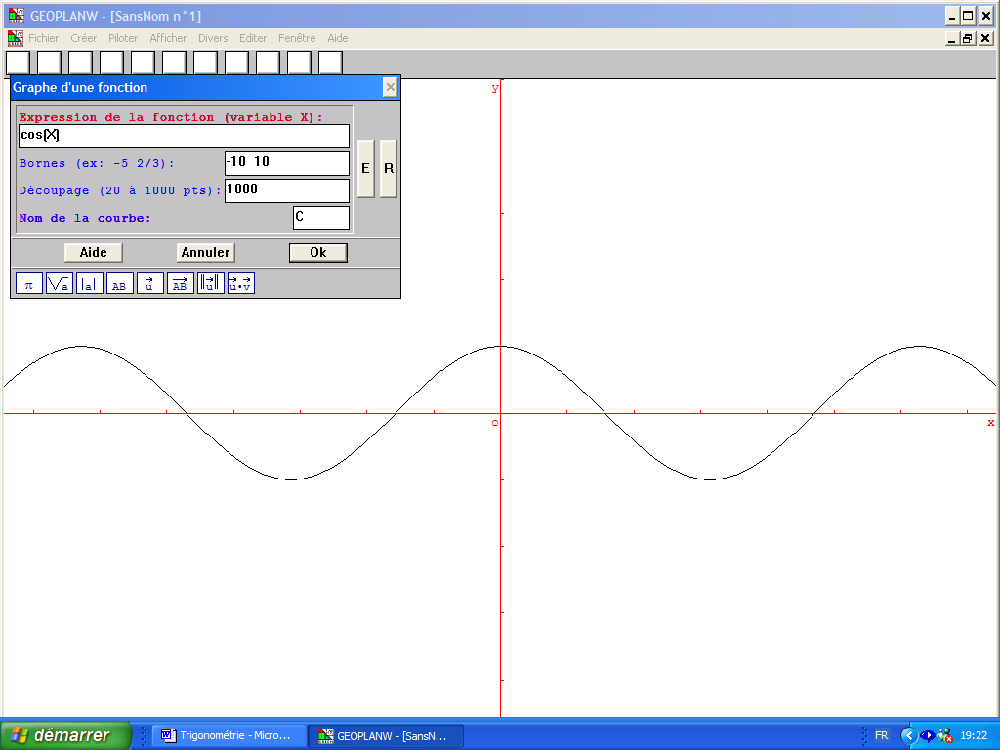 GEOPLANW - [SansNom n°1]
Fichier Créer Piloter Afficher Divers Editer Fenêtre Aide
Graphe d'une fonction
Expression de la fonction (variable X):
cos(X)
Bornes (ex: -5 2/3): -10 10
Découpage (20 à 1000 pts): 1000
Nom de la courbe: C
E R
Aide Annuler Ok
π √a |a| AB u AB ||u|| u·v
y
o
x
démarrer
Trigonométrie - Micro...
GEOPLANW - [SansN...
FR
19:22